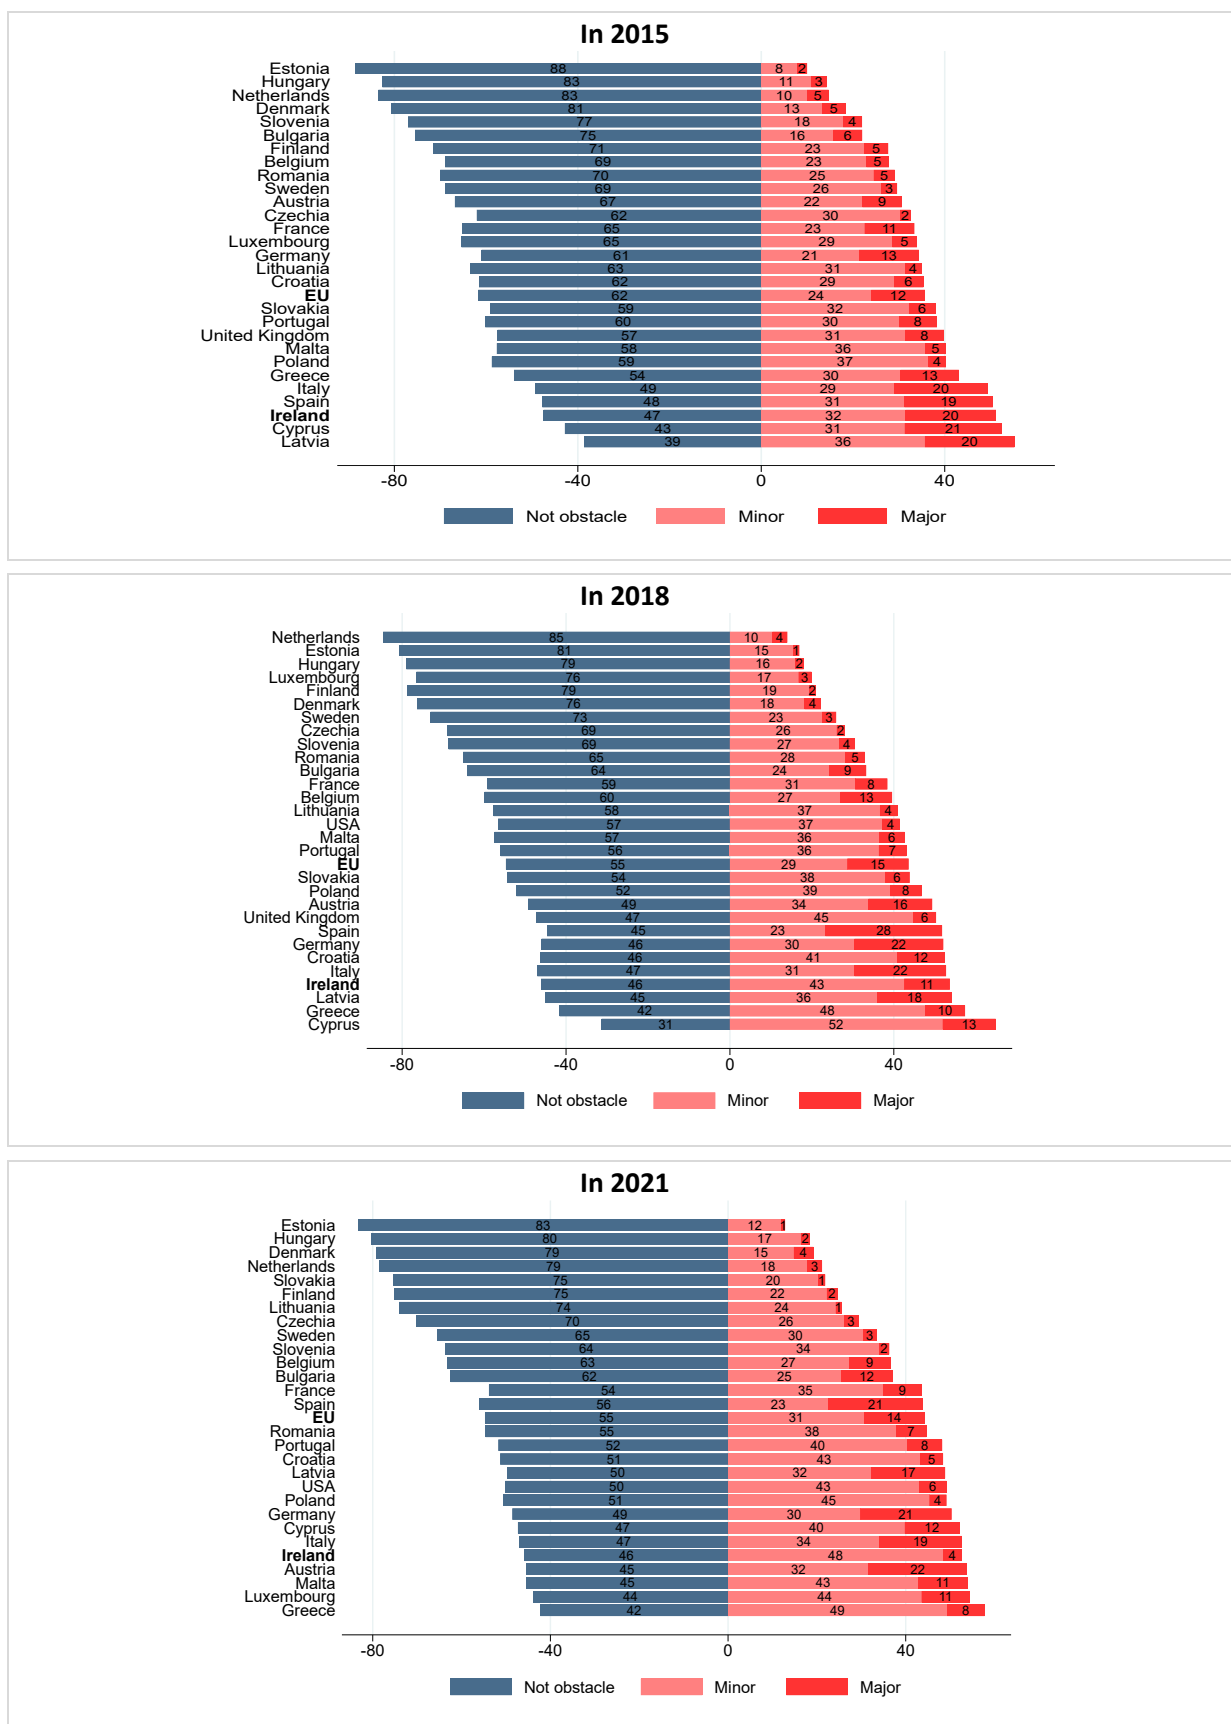 In 2015
Estonia 88 8 2
Hungary 83 11 3
Netherlands 83 10 5
Denmark 81 13 5
Slovenia 77 18 4
Bulgaria 75 16 6
Finland 71 23 5
Belgium 69 23 5
Romania 70 25 5
Sweden 69 26 3
Austria 67 22 9
Czechia 62 30 2
France 65 23 11
Luxembourg 65 29 5
Germany 61 21 13
Lithuania 63 31 4
Croatia 62 29 6
EU 62 24 12
Slovakia 59 32 6
Portugal 60 30 8
United Kingdom 57 31 8
Malta 58 36 5
Poland 59 37 4
Greece 54 30 13
Italy 49 29 20
Spain 48 31 19
Ireland 47 32 20
Cyprus 43 31 21
Latvia 39 36 20
-80 -40 0 40
Not obstacle Minor Major
In 2018
Netherlands 85 10 4
Estonia 81 15 1
Hungary 79 16 2
Luxembourg 76 17 3
Finland 79 19 2
Denmark 76 18 4
Sweden 73 23 3
Czechia 69 26 2
Slovenia 69 27 4
Romania 65 28 5
Bulgaria 64 24 9
France 59 31 8
Belgium 60 27 13
Lithuania 58 37 4
USA 57 37 4
Malta 57 36 6
Portugal 56 36 7
EU 55 29 15
Slovakia 54 38 6
Poland 52 39 8
Austria 49 34 16
United Kingdom 47 45 6
Spain 45 23 28
Germany 46 30 22
Croatia 46 41 12
Italy 47 31 22
Ireland 46 43 11
Latvia 45 36 18
Greece 42 48 10
Cyprus 31 52 13
-80 -40 0 40
Not obstacle Minor Major
In 2021
Estonia 83 12 1
Hungary 80 17 2
Denmark 79 15 4
Netherlands 79 18 3
Slovakia 75 20 1
Finland 75 22 2
Lithuania 74 24 1
Czechia 70 26 3
Sweden 65 30 3
Slovenia 64 34 2
Belgium 63 27 9
Bulgaria 62 25 12
France 54 35 9
Spain 56 23 21
EU 55 31 14
Romania 55 38 7
Portugal 52 40 8
Croatia 51 43 5
Latvia 50 32 17
USA 50 43 6
Poland 51 45 4
Germany 49 30 21
Cyprus 47 40 12
Italy 47 34 19
Ireland 46 48 4
Austria 45 32 22
Malta 45 43 11
Luxembourg 44 44 11
Greece 42 49 8
-80 -40 0 40
Not obstacle Minor Major